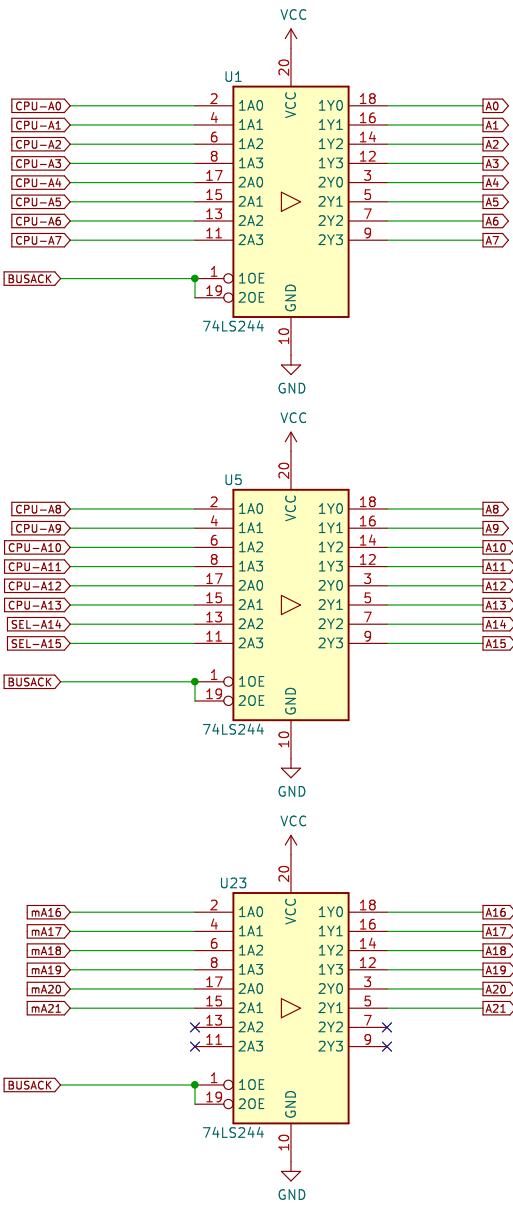 VCC
20
U1
CPU-A0 2 1A0 VCC 1Y0 18 A0
CPU-A1 4 1A1 1Y1 16 A1
CPU-A2 6 1A2 1Y2 14 A2
CPU-A3 8 1A3 1Y3 12 A3
CPU-A4 17 2A0 2Y0 3 A4
CPU-A5 15 2A1 2Y1 5 A5
CPU-A6 13 2A2 2Y2 7 A6
CPU-A7 11 2A3 2Y3 9 A7
BUSACK 1 1OE
19 2OE GND
74LS244 10
GND
VCC
20
U5
CPU-A8 2 1A0 VCC 1Y0 18 A8
CPU-A9 4 1A1 1Y1 16 A9
CPU-A10 6 1A2 1Y2 14 A10
CPU-A11 8 1A3 1Y3 12 A11
CPU-A12 17 2A0 2Y0 3 A12
CPU-A13 15 2A1 2Y1 5 A13
SEL-A14 13 2A2 2Y2 7 A14
SEL-A15 11 2A3 2Y3 9 A15
BUSACK 1 1OE
19 2OE GND
74LS244 10
GND
VCC
20
U23
mA16 2 1A0 VCC 1Y0 18 A16
mA17 4 1A1 1Y1 16 A17
mA18 6 1A2 1Y2 14 A18
mA19 8 1A3 1Y3 12 A19
mA20 17 2A0 2Y0 3 A20
mA21 15 2A1 2Y1 5 A21
13 2A2 2Y2 7
11 2A3 2Y3 9
BUSACK 1 1OE
19 2OE GND
74LS244 10
GND